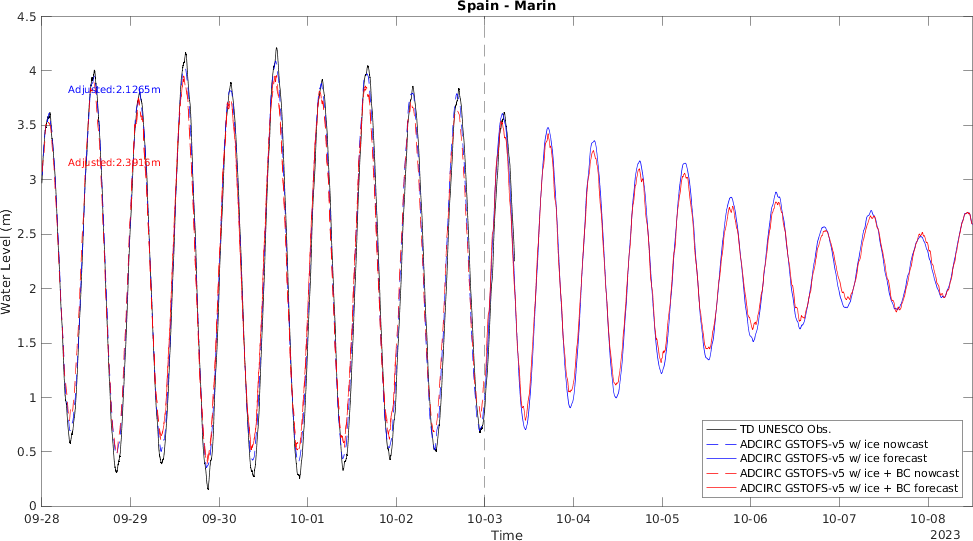 Spain - Marin
4.5
4
3.5
3
2.5
2
1.5
1
0.5
0
Water Level (m)
Adjusted:2.1265m
Adjusted:2.3915m
TD UNESCO Obs.
ADCIRC GSTOFS-v5 w/ ice nowcast
ADCIRC GSTOFS-v5 w/ ice forecast
ADCIRC GSTOFS-v5 w/ ice + BC nowcast
ADCIRC GSTOFS-v5 w/ ice + BC forecast
09-28 09-29 09-30 10-01 10-02 10-03 10-04 10-05 10-06 10-07 10-08
Time
2023